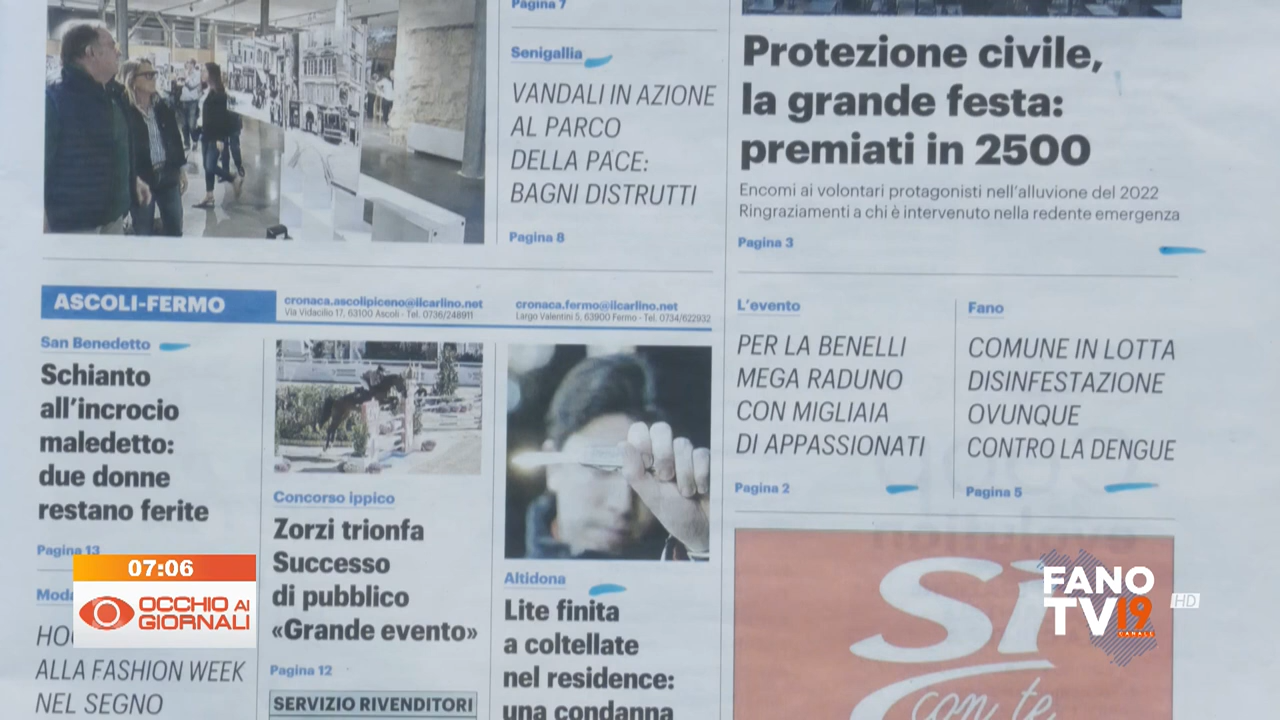 Pagina 7
Senigallia
VANDALI IN AZIONE
AL PARCO
DELLA PACE:
BAGNI DISTRUTTI
Pagina 8
Protezione civile,
la grande festa:
premiati in 2500
Encomi ai volontari protagonisti nell'alluvione del 2022
Ringraziamenti a chi è intervenuto nella redente emergenza
Pagina 3
ASCOLI-FERMO
cronaca.ascolipiceno@ilcarlino.net
Via Vidacilio 17, 63100 Ascoli - Tel. 0736/248911
cronaca.fermo@ilcarlino.net
Largo Valentini 5, 63900 Fermo - Tel. 0734/622932
San Benedetto
Schianto
all'incrocio
maledetto:
due donne
restano ferite
Pagina 13
Concorso ippico
Zorzi trionfa
Successo
di pubblico
«Grande evento»
Pagina 12
SERVIZIO RIVENDITORI
Altidona
Lite finita
a coltellate
nel residence:
una condanna
L'evento
PER LA BENELLI
MEGA RADUNO
CON MIGLIAIA
DI APPASSIONATI
Pagina 2
Fano
COMUNE IN LOTTA
DISINFESTAZIONE
OVUNQUE
CONTRO LA DENGUE
Pagina 5
Sì
con te
ALLA FASHION WEEK
NEL SEGNO
07:06
OCCHIO AI
GIORNALI
FANO
TV19
CANALE
HD